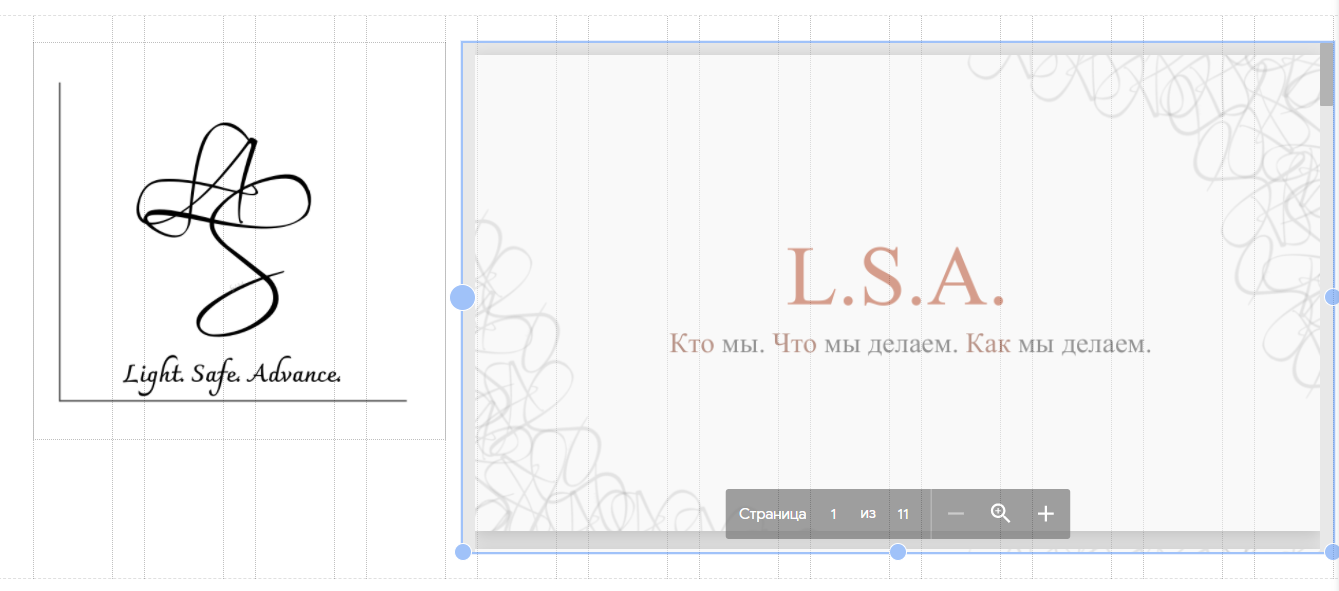 Light. Safe. Advance.
L.S.A.
Кто мы. Что мы делаем. Как мы делаем.
Страница 1 из 11